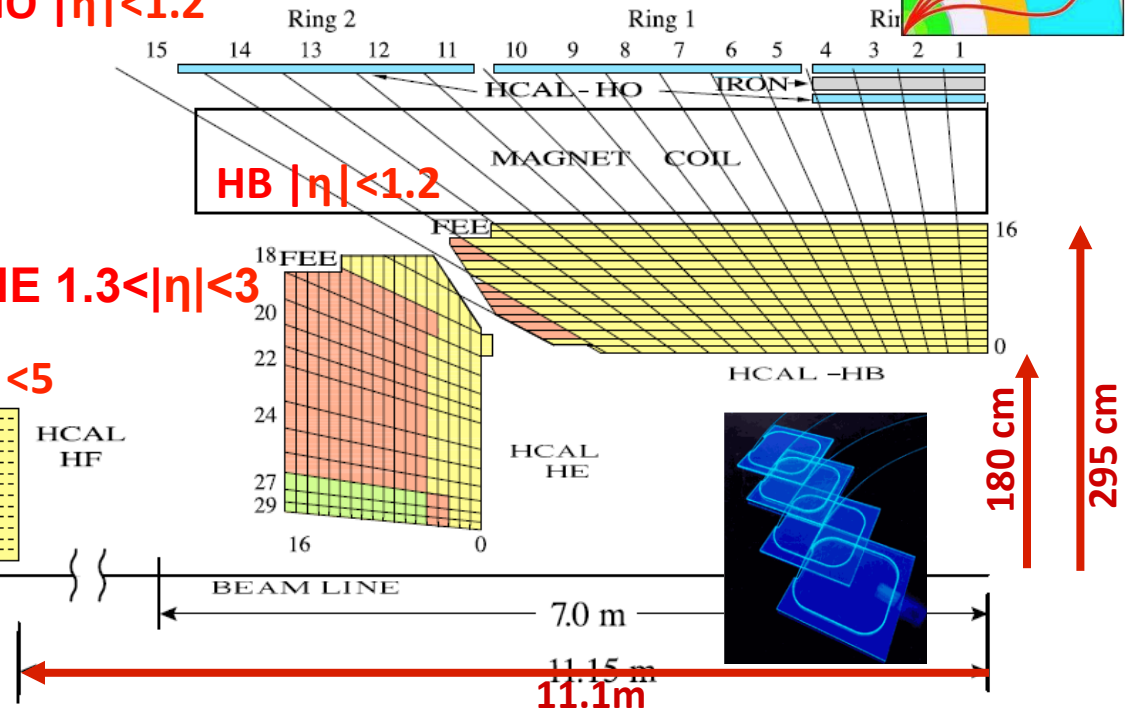 HO |η|<1.2
Ring 2 Ring 1
15 14 13 12 11 10 9 8 7 6 5 4 3 2 1
HCAL-HO IRON
MAGNET COIL
HB |η|<1.2
FEE 16
18 FEE
1.3<|η|<3
20
22 0
HCAL -HB
<5
24
HCAL
HF
HCAL
HE
180 cm
295 cm
27
29
16 0
BEAM LINE
7.0 m
11.15 m
11.1m